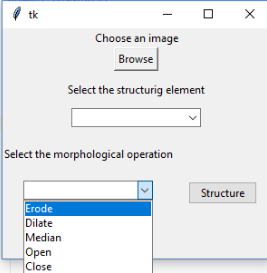 tk
Choose an image
Browse
Select the structurig element
Select the morphological operation
Structure
Erode
Dilate
Median
Open
Close